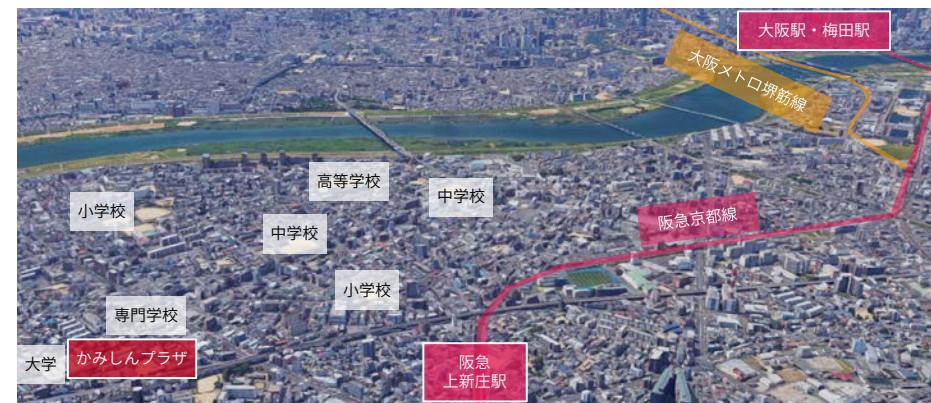 大阪駅・梅田駅
大阪メトロ堺筋線
高等学校
中学校
小学校
阪急京都線
中学校
小学校
専門学校
かみしんプラザ
大学
阪急
上新庄駅